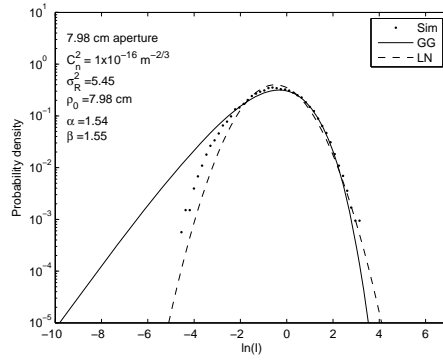 7.98 cm aperture
C_n^2 = 1x10^-16 m^-2/3
σ_R^2 =5.45
ρ_0 =7.98 cm
α =1.54
β =1.55
Sim
GG
LN
Probability density
10^1
10^0
10^-1
10^-2
10^-3
10^-4
10^-5
−10 −8 −6 −4 −2 0 2 4 6
ln(I)